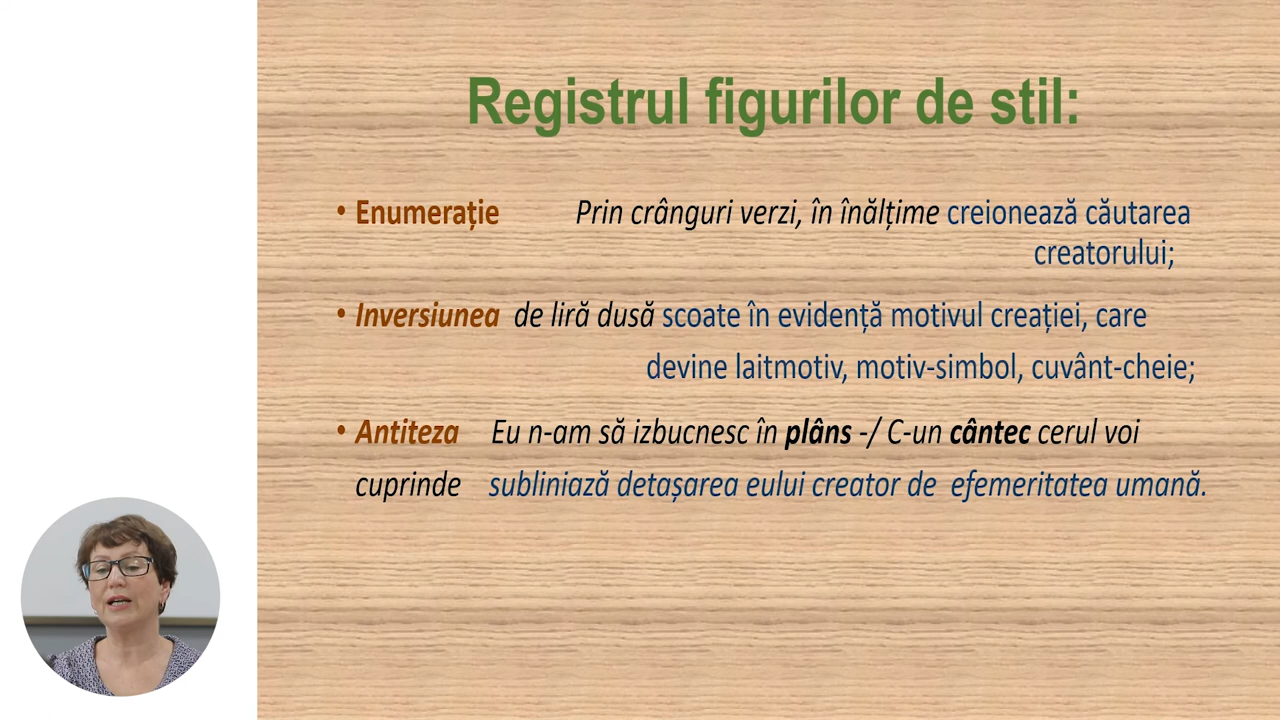 Registrul figurilor de stil:
• Enumerație Prin crânguri verzi, în înălțime creionează căutarea
creatorului;
• Inversiunea de liră dusă scoate în evidență motivul creației, care
devine laitmotiv, motiv-simbol, cuvânt-cheie;
• Antiteza Eu n-am să izbucnesc în plâns -/ C-un cântec cerul voi
cuprinde subliniază detașarea eului creator de efemeritatea umană.